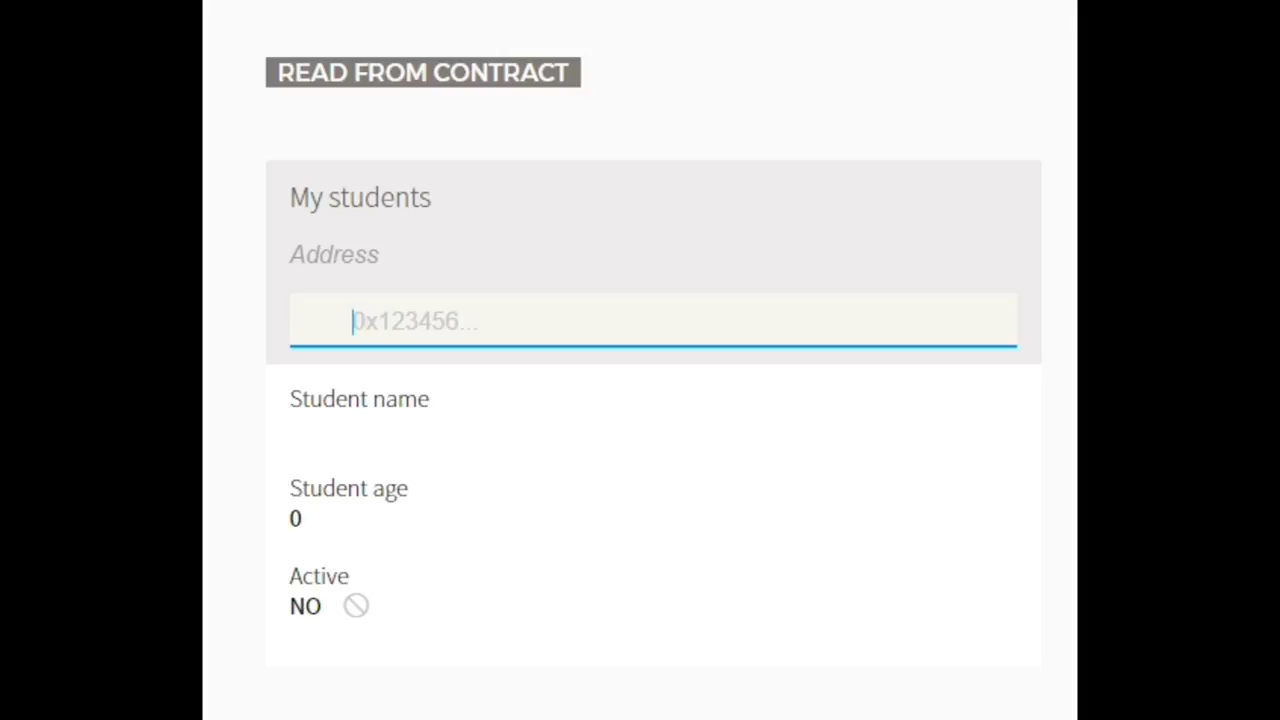 READ FROM CONTRACT
My students
Address
0x123456...
Student name
Student age
0
Active
NO